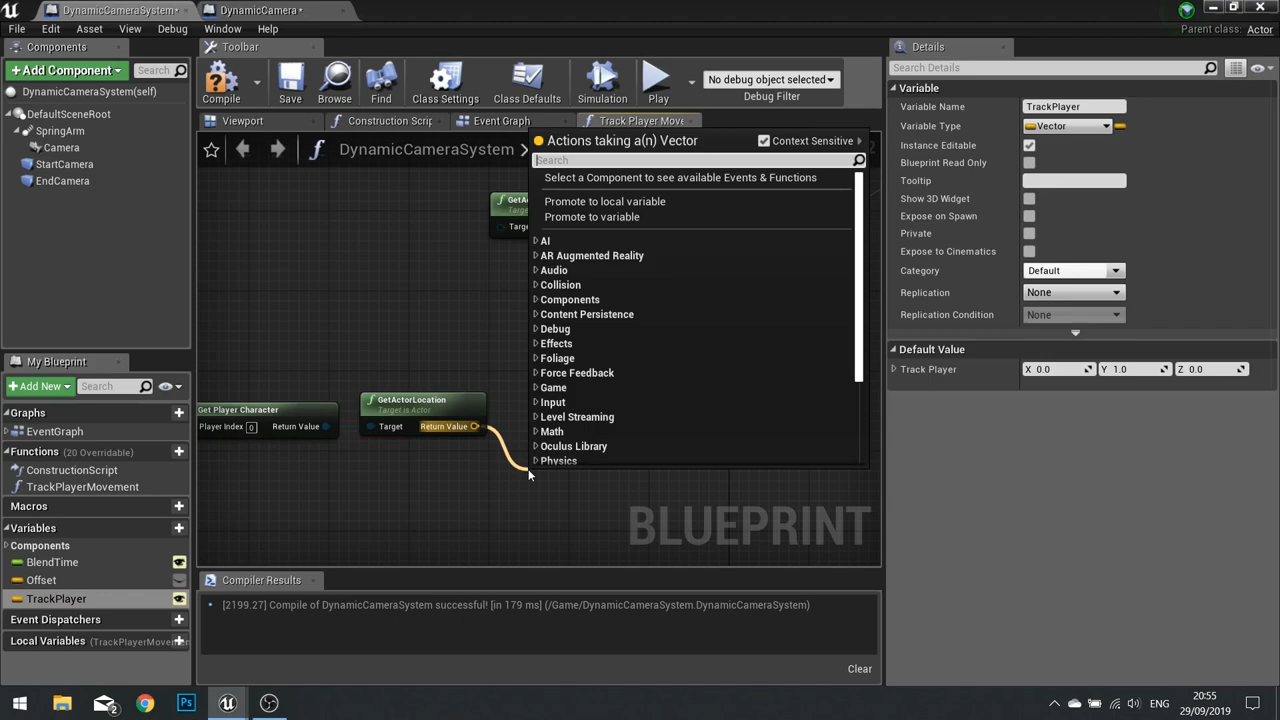 DynamicCameraSystem*
DynamicCamera*
File Edit Asset View Debug Window Help
Parent class: Actor
Components
+ Add Component
Search
DynamicCameraSystem(self)
DefaultSceneRoot
SpringArm
Camera
StartCamera
EndCamera
Toolbar
Compile
Save
Browse
Find
Class Settings
Class Defaults
Simulation
Play
No debug object selected
Debug Filter
Viewport
Construction Scrip
Event Graph
Track Player Move
DynamicCameraSystem >
GetAc
Targe
Actions taking a(n) Vector
Context Sensitive
Search
Select a Component to see available Events & Functions
Promote to local variable
Promote to variable
AI
AR Augmented Reality
Audio
Collision
Components
Content Persistence
Debug
Effects
Foliage
Force Feedback
Game
Input
Level Streaming
Math
Oculus Library
Physics
Get Player Character
Player Index 0
Return Value
GetActorLocation
Target is Actor
Target
Return Value
BLUEPRINT
My Blueprint
+ Add New
Search
Graphs
EventGraph
Functions (20 Overridable)
ConstructionScript
TrackPlayerMovement
Macros
Variables
Components
BlendTime
Offset
TrackPlayer
Event Dispatchers
Local Variables (TrackPlayerMovemen
Compiler Results
[2199.27] Compile of DynamicCameraSystem successful! [in 179 ms] (/Game/DynamicCameraSystem.DynamicCameraSystem)
Clear
Details
Search Details
Variable
Variable Name TrackPlayer
Variable Type Vector
Instance Editable
Blueprint Read Only
Tooltip
Show 3D Widget
Expose on Spawn
Private
Expose to Cinematics
Category Default
Replication None
Replication Condition None
Default Value
Track Player X 0.0 Y 1.0 Z 0.0
2
Ps
ENG
20:55
29/09/2019